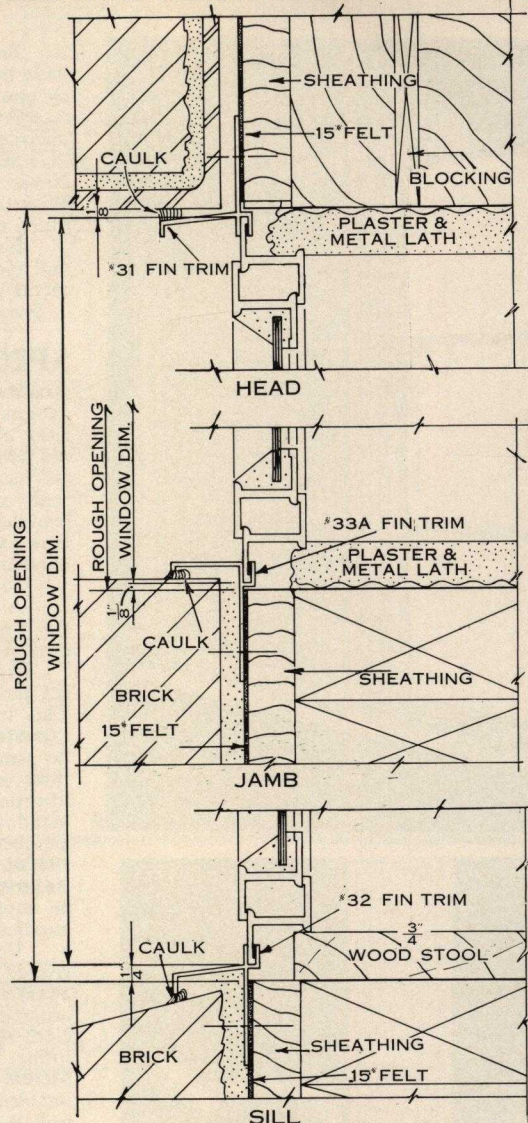 SHEATHING
15# FELT
CAULK
BLOCKING
1"
8
PLASTER &
METAL LATH
#31 FIN TRIM
HEAD
ROUGH OPENING
WINDOW DIM.
ROUGH OPENING
WINDOW DIM.
#33A FIN TRIM
PLASTER &
METAL LATH
1"
8
CAULK
SHEATHING
BRICK
15# FELT
JAMB
#32 FIN TRIM
CAULK
3"
4
WOOD STOOL
1"
4
BRICK
SHEATHING
15# FELT
SILL